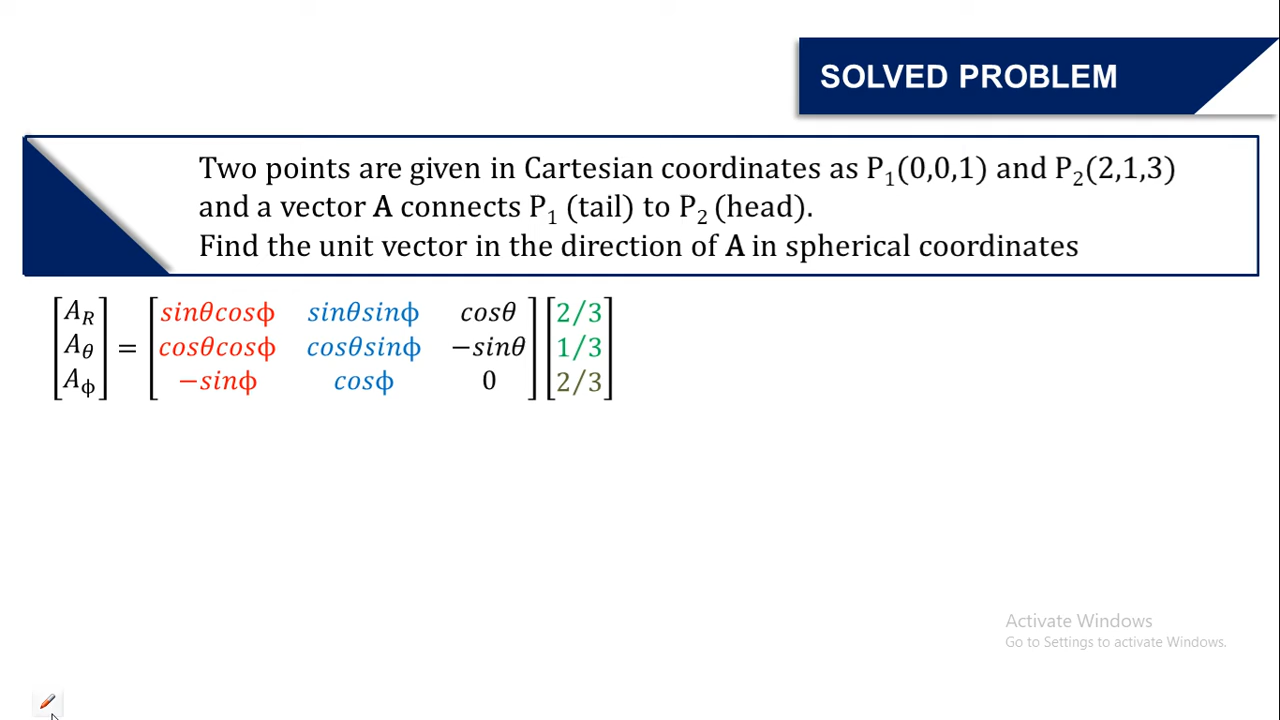 SOLVED PROBLEM
Two points are given in Cartesian coordinates as P₁(0,0,1) and P₂(2,1,3)
and a vector A connects P₁ (tail) to P₂ (head).
Find the unit vector in the direction of A in spherical coordinates
[A_R] [sinθcosϕ sinθsinϕ cosθ] [2/3]
[A_θ] = [cosθcosϕ cosθsinϕ −sinθ] [1/3]
[A_ϕ] [−sinϕ cosϕ 0] [2/3]
Activate Windows
Go to Settings to activate Windows.